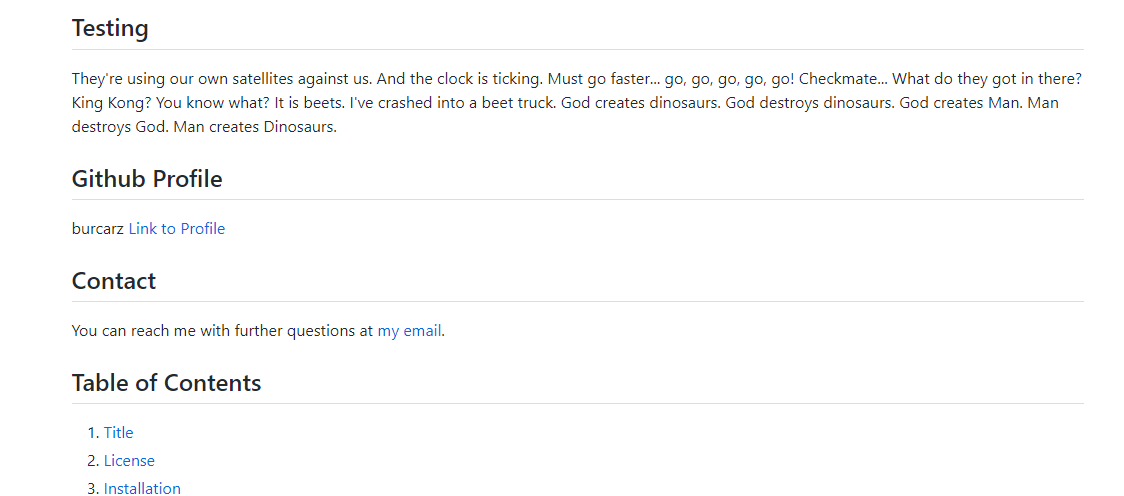 Testing
They're using our own satellites against us. And the clock is ticking. Must go faster... go, go, go, go, go! Checkmate... What do they got in there?
King Kong? You know what? It is beets. I've crashed into a beet truck. God creates dinosaurs. God destroys dinosaurs. God creates Man. Man
destroys God. Man creates Dinosaurs.
Github Profile
burcarz Link to Profile
Contact
You can reach me with further questions at my email.
Table of Contents
1. Title
2. License
3. Installation